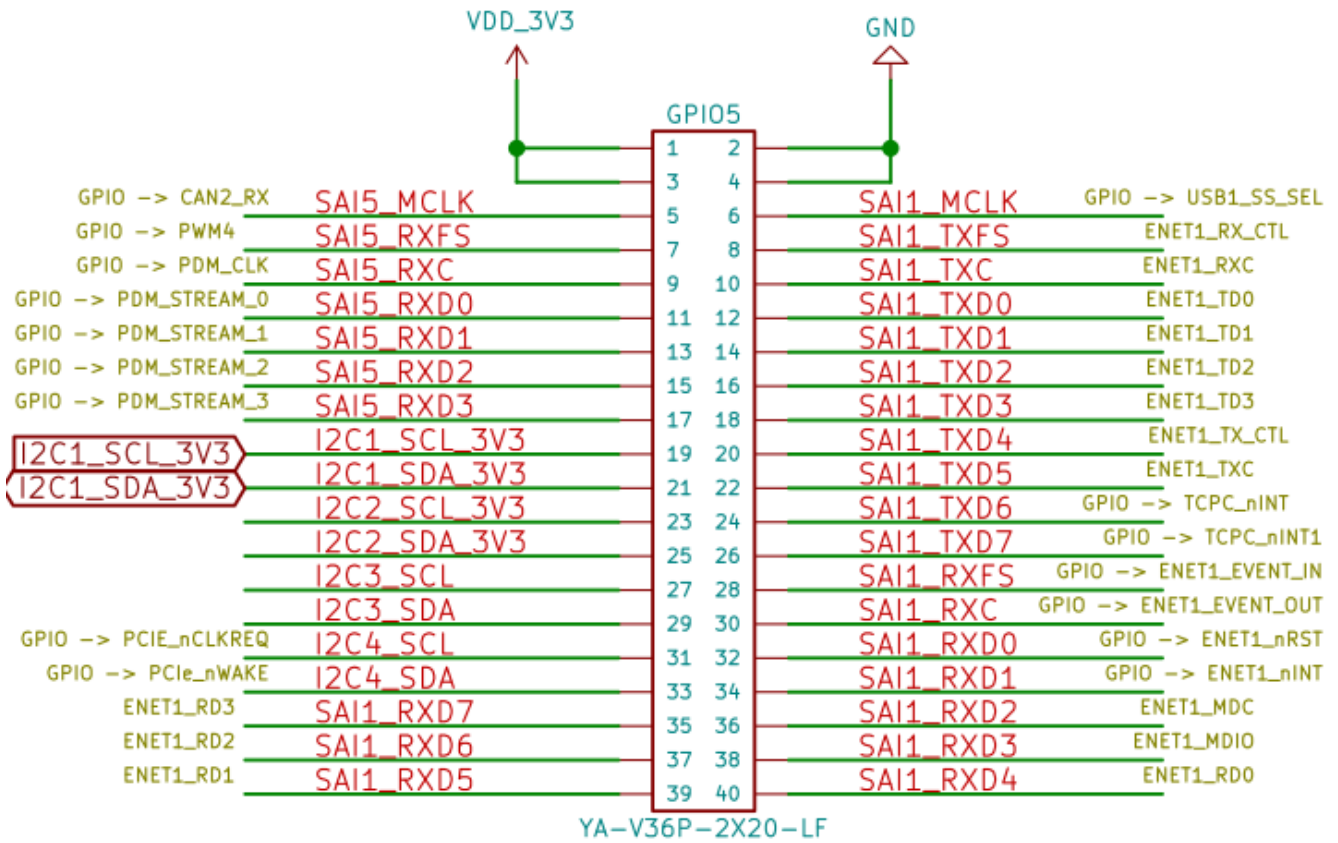 VDD_3V3 GND
GPIO5
1 2
3 4
GPIO -> CAN2_RX SAI5_MCLK 5 6 SAI1_MCLK GPIO -> USB1_SS_SEL
GPIO -> PWM4 SAI5_RXFS 7 8 SAI1_TXFS ENET1_RX_CTL
GPIO -> PDM_CLK SAI5_RXC 9 10 SAI1_TXC ENET1_RXC
GPIO -> PDM_STREAM_0 SAI5_RXD0 11 12 SAI1_TXD0 ENET1_TD0
GPIO -> PDM_STREAM_1 SAI5_RXD1 13 14 SAI1_TXD1 ENET1_TD1
GPIO -> PDM_STREAM_2 SAI5_RXD2 15 16 SAI1_TXD2 ENET1_TD2
GPIO -> PDM_STREAM_3 SAI5_RXD3 17 18 SAI1_TXD3 ENET1_TD3
I2C1_SCL_3V3 I2C1_SCL_3V3 19 20 SAI1_TXD4 ENET1_TX_CTL
I2C1_SDA_3V3 I2C1_SDA_3V3 21 22 SAI1_TXD5 ENET1_TXC
I2C2_SCL_3V3 23 24 SAI1_TXD6 GPIO -> TCPC_nINT
I2C2_SDA_3V3 25 26 SAI1_TXD7 GPIO -> TCPC_nINT1
I2C3_SCL 27 28 SAI1_RXFS GPIO -> ENET1_EVENT_IN
I2C3_SDA 29 30 SAI1_RXC GPIO -> ENET1_EVENT_OUT
GPIO -> PCIE_nCLKREQ I2C4_SCL 31 32 SAI1_RXD0 GPIO -> ENET1_nRST
GPIO -> PCIe_nWAKE I2C4_SDA 33 34 SAI1_RXD1 GPIO -> ENET1_nINT
ENET1_RD3 SAI1_RXD7 35 36 SAI1_RXD2 ENET1_MDC
ENET1_RD2 SAI1_RXD6 37 38 SAI1_RXD3 ENET1_MDIO
ENET1_RD1 SAI1_RXD5 39 40 SAI1_RXD4 ENET1_RD0
YA-V36P-2X20-LF